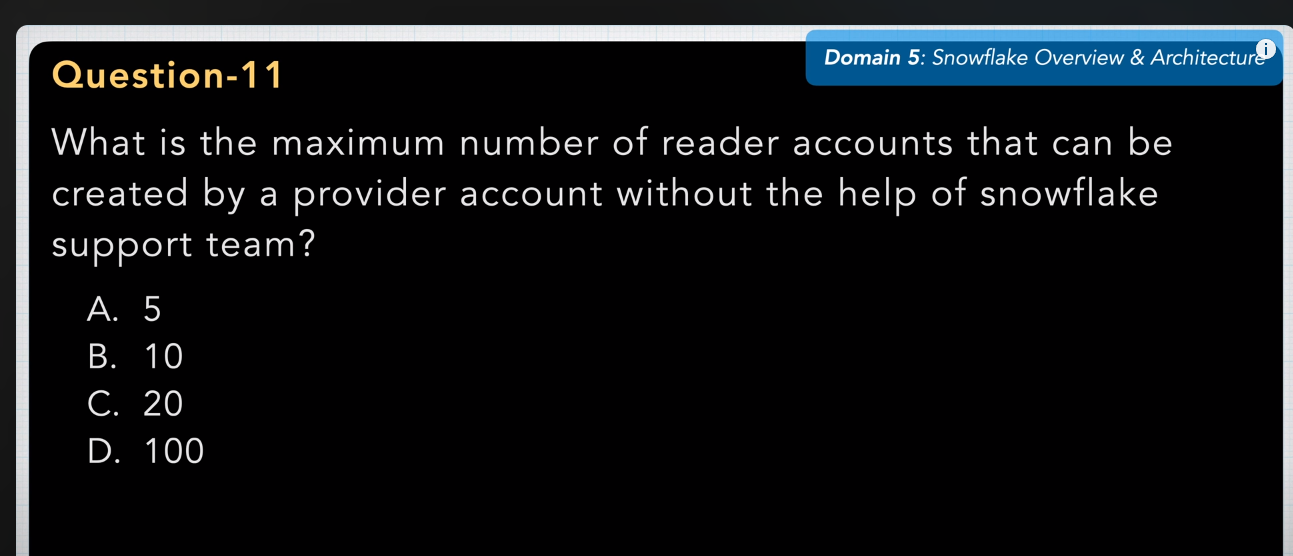 Domain 5: Snowflake Overview & Architecture
Question-11
What is the maximum number of reader accounts that can be
created by a provider account without the help of snowflake
support team?
A. 5
B. 10
C. 20
D. 100